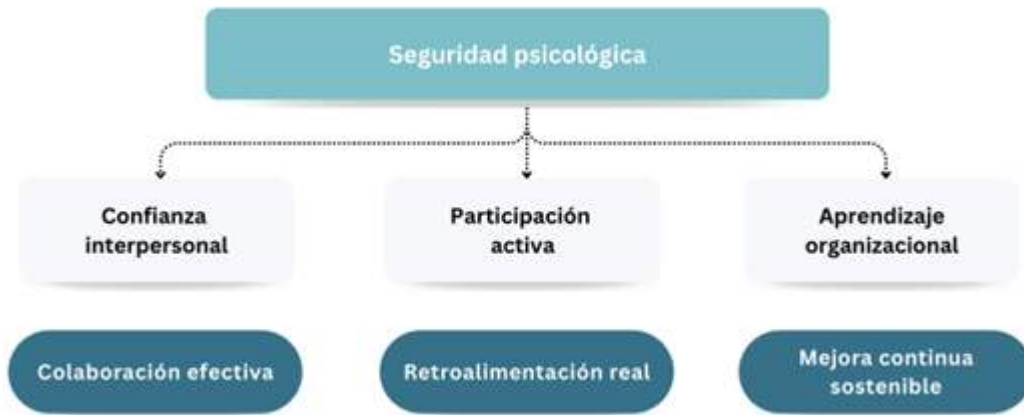 Seguridad psicológica
Confianza
interpersonal
Participación
activa
Aprendizaje
organizacional
Colaboración efectiva
Retroalimentación real
Mejora continua
sostenible